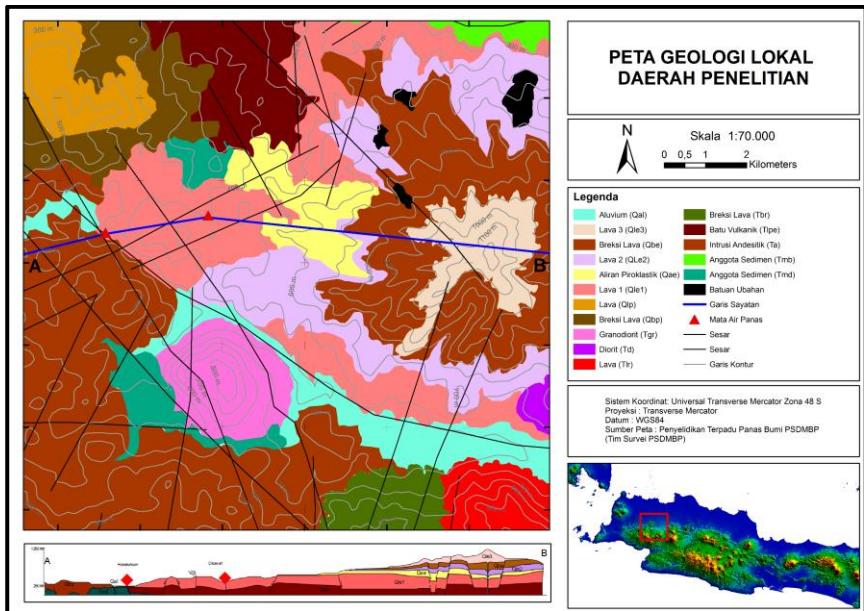 PETA GEOLOGI LOKAL
DAERAH PENELITIAN
N
Skala 1:70.000
0 0,5 1 2
Kilometers
Legenda
Aluvium (Qal)
Lava 3 (Qle3)
Breksi Lava (Qbe)
Lava 2 (QLe2)
Aliran Piroklastik (Qae)
Lava 1 (Qle1)
Lava (Qlp)
Breksi Lava (Qbp)
Granodiorit (Tgr)
Diorit (Td)
Lava (Tlr)
Breksi Lava (Tbr)
Batu Vulkanik (Tlpe)
Intrusi Andesitik (Ta)
Anggota Sedimen (Tmb)
Anggota Sedimen (Tmd)
Batuan Ubahan
Garis Sayatan
Mata Air Panas
Sesar
Sesar
Garis Kontur
Sistem Koordinat: Universal Transverse Mercator Zona 48 S
Proyeksi : Transverse Mercator
Datum : WGS84
Sumber Peta : Penyelidikan Terpadu Panas Bumi PSDMBP
(Tim Survei PSDMBP)
A
B
A
B